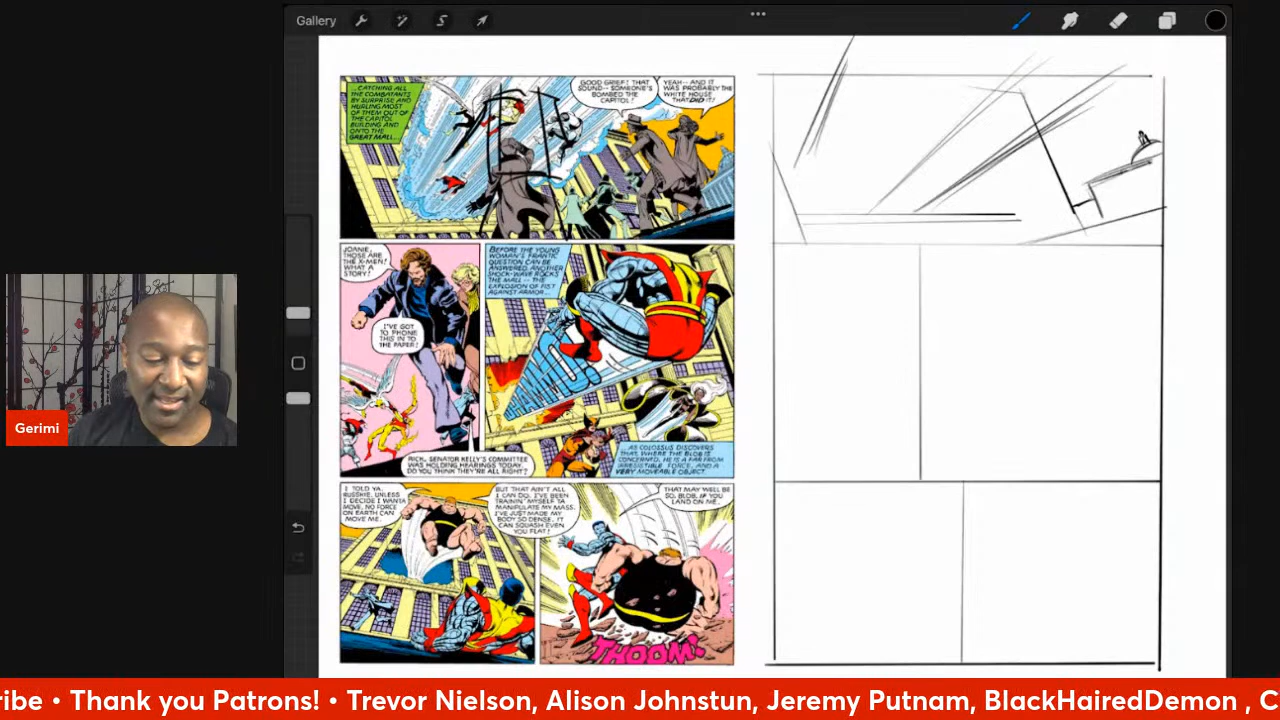 Gallery
...CATCHING ALL
THE COMBATANTS
BY SURPRISE AND
HURLING MOST
OF THEM OUT OF
THE CAPITOL
BUILDING AND
ONTO THE
GREAT MALL...
GOOD GRIEF! THAT
SOUND-- SOMEONE'S
BOMBED THE
CAPITOL!
YEAH-- AND IT
WAS PROBABLY THE
WHITE HOUSE
THAT DID IT!
JOANIE,
THOSE ARE
THE X-MEN!
WHAT A
STORY!
I'VE GOT
TO PHONE
THIS IN TO
THE PAPER!
RICK, SENATOR KELLY'S COMMITTEE
WAS HOLDING HEARINGS TODAY.
DO YOU THINK THEY'RE ALL RIGHT?
BEFORE THE YOUNG
WOMAN'S FRANTIC
QUESTION CAN BE
ANSWERED, ANOTHER
SHOCK-WAVE ROCKS
THE MALL -- THE
EXPLOSION OF FIST
AGAINST ARMOR...
AS COLOSSUS DISCOVERS
THAT, WHERE THE BLOB IS
CONCERNED, HE IS A FAR FROM
IRRESISTIBLE FORCE, AND A
VERY MOVEABLE OBJECT.
I TOLD YA,
RUSSKIE, UNLESS
I DECIDE I WANTA
MOVE, NO FORCE
ON EARTH CAN
MOVE ME.
BUT THAT AIN'T ALL
I CAN DO. I'VE BEEN
TRAININ' MYSELF TA
MANIPULATE MY MASS.
I'VE JUST MADE MY
BODY SO DENSE, IT
CAN SQUASH EVEN
YOU FLAT!
THAT MAY WELL BE
SO, BLOB, IF YOU
LAND ON ME.
THOOM!
Gerimi
ribe • Thank you Patrons! • Trevor Nielson, Alison Johnstun, Jeremy Putnam, BlackHairedDemon , C